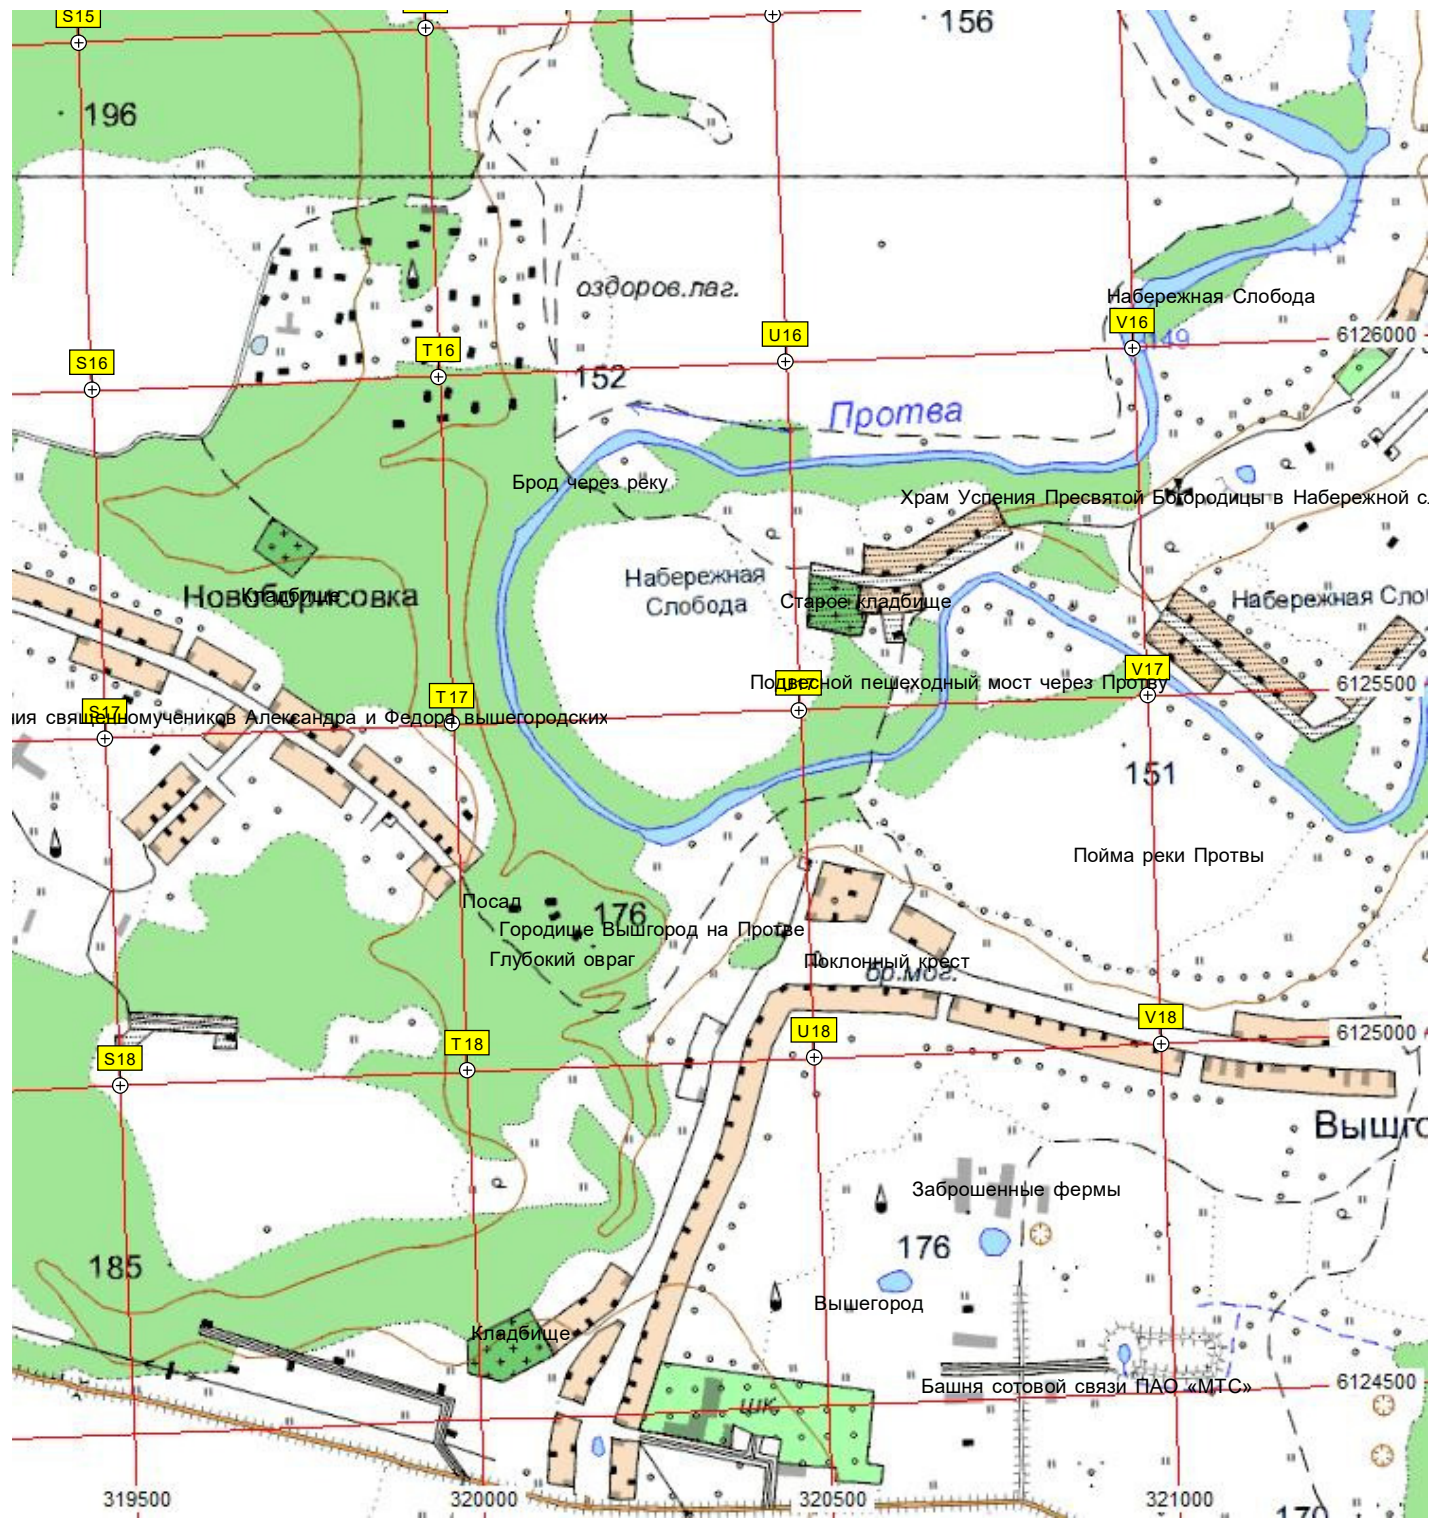 S15
156
196
оздоров.лаг.
Набережная Слобода
V16
U16
149
6126000
T16
S16
152
Протва
Брод через реку
Храм Успения Пресвятой Богородицы в Набережной с
Набережная
Слобода
Новоборисовка
Кладбище
Старое кладбище
Набережная Сло
V17
Подвесной пешеходный мост через Протву
U17
6125500
T17
S17
ния священномучеников Александра и Федора вышегородских
151
Пойма реки Протвы
Посад
176
Городище Вышгород на Протве
Глубокий овраг
Поклонный крест
бр.мог.
V18
U18
6125000
T18
S18
Вышго
Заброшенные фермы
176
185
Вышегород
Кладбище
6124500
Башня сотовой связи ПАО «МТС»
шк.
319500
320000
320500
321000
170